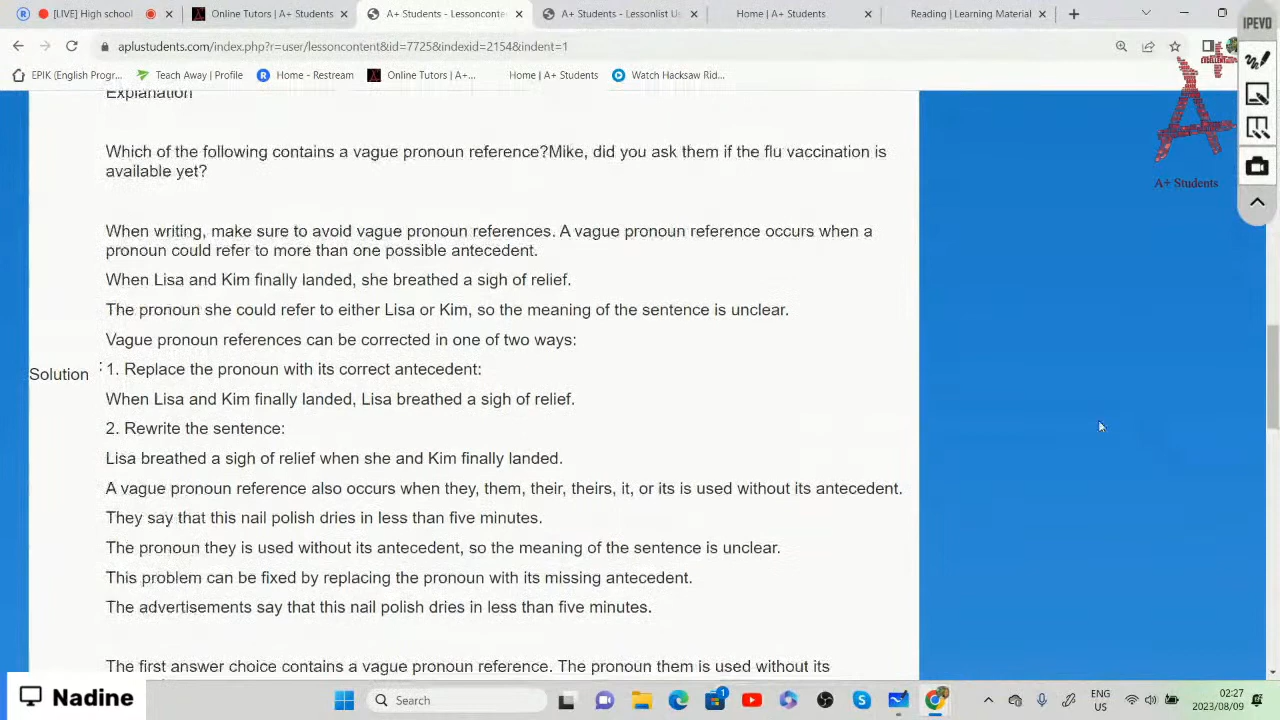 [LIVE] High school
Online Tutors | A+ Students
A+ Students - Lessonconte
A+ Students - Lessonlist U
Home | A+ Students
Reading | Learning Material
aplusstudents.com/index.php?r=user/lessoncontent&id=7725&indexid=2154&indent=1
IPEVO
EPIK (English Progr...
Teach Away | Profile
Home - Restream
Online Tutors | A+...
Home | A+ Students
Watch Hacksaw Rid...
Explanation
Which of the following contains a vague pronoun reference?Mike, did you ask them if the flu vaccination is
available yet?
A+ Students
When writing, make sure to avoid vague pronoun references. A vague pronoun reference occurs when a
pronoun could refer to more than one possible antecedent.
When Lisa and Kim finally landed, she breathed a sigh of relief.
The pronoun she could refer to either Lisa or Kim, so the meaning of the sentence is unclear.
Vague pronoun references can be corrected in one of two ways:
Solution :
1. Replace the pronoun with its correct antecedent:
When Lisa and Kim finally landed, Lisa breathed a sigh of relief.
2. Rewrite the sentence:
Lisa breathed a sigh of relief when she and Kim finally landed.
A vague pronoun reference also occurs when they, them, their, theirs, it, or its is used without its antecedent.
They say that this nail polish dries in less than five minutes.
The pronoun they is used without its antecedent, so the meaning of the sentence is unclear.
This problem can be fixed by replacing the pronoun with its missing antecedent.
The advertisements say that this nail polish dries in less than five minutes.
The first answer choice contains a vague pronoun reference. The pronoun them is used without its
Nadine
Search
1
ENG
US
02:27
2023/08/09